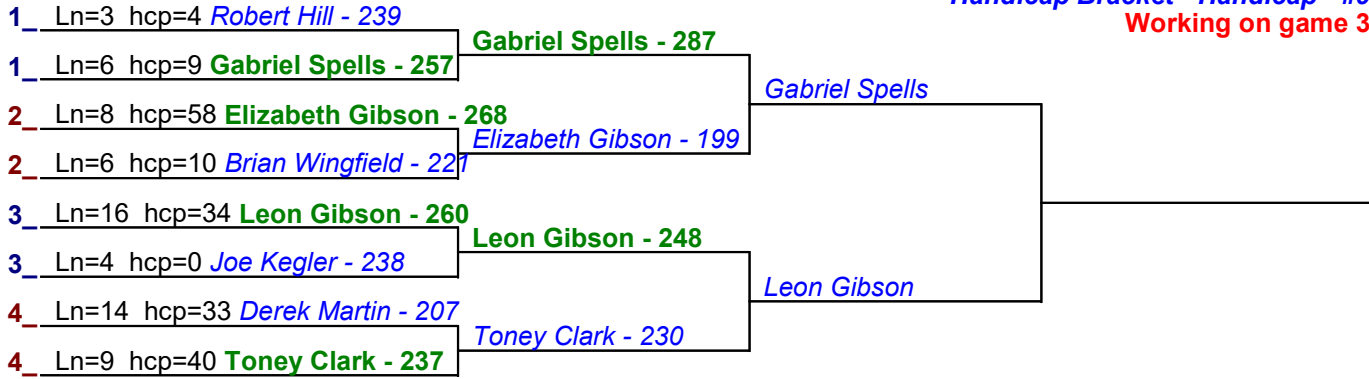 Handicap Bracket - Handicap - #
Working on game 3
1_ Ln=3 hcp=4 Robert Hill - 239
Gabriel Spells - 287
1_ Ln=6 hcp=9 Gabriel Spells - 257
Gabriel Spells
2_ Ln=8 hcp=58 Elizabeth Gibson - 268
Elizabeth Gibson - 199
2_ Ln=6 hcp=10 Brian Wingfield - 221
3_ Ln=16 hcp=34 Leon Gibson - 260
Leon Gibson - 248
3_ Ln=4 hcp=0 Joe Kegler - 238
Leon Gibson
4_ Ln=14 hcp=33 Derek Martin - 207
Toney Clark - 230
4_ Ln=9 hcp=40 Toney Clark - 237